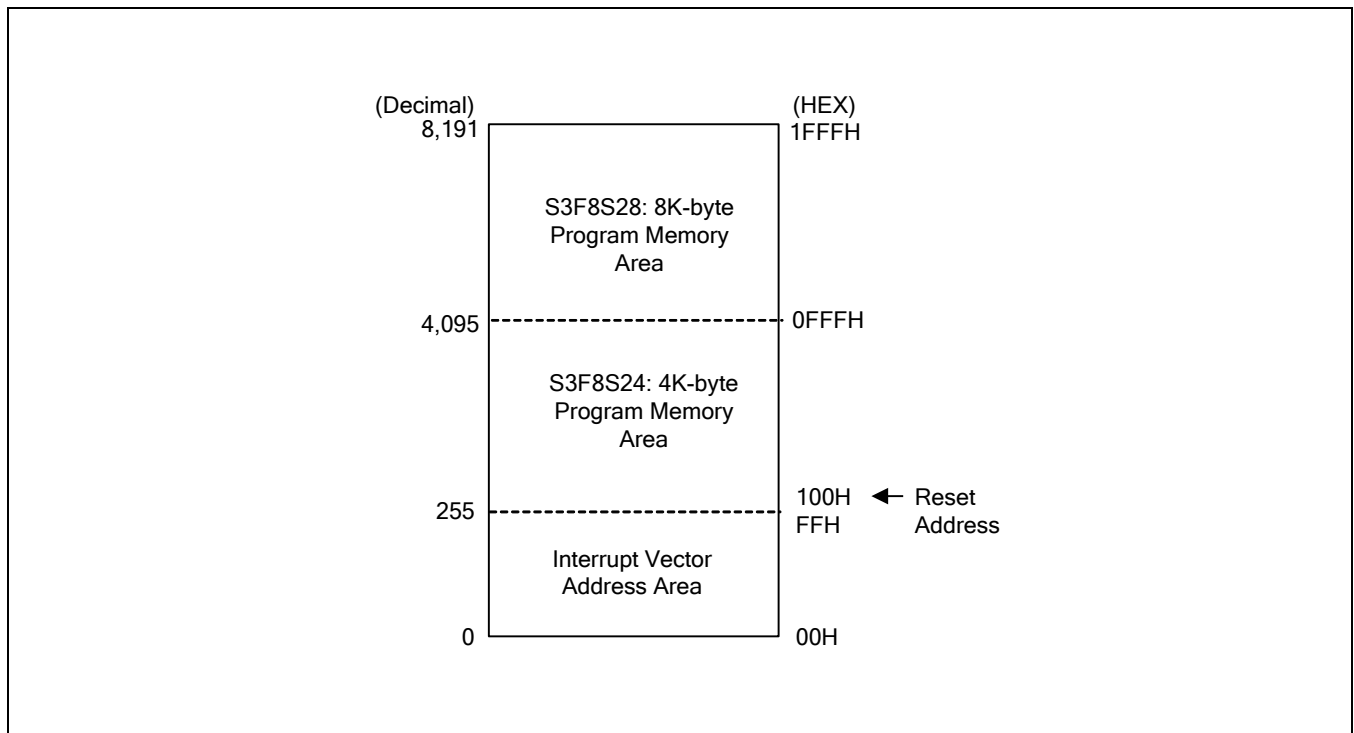 (Decimal)
(HEX)
8,191
1FFFH
S3F8S28: 8K-byte
Program Memory
Area
4,095
0FFFH
S3F8S24: 4K-byte
Program Memory
Area
100H
Reset
255
FFH
Address
Interrupt Vector
Address Area
0
00H